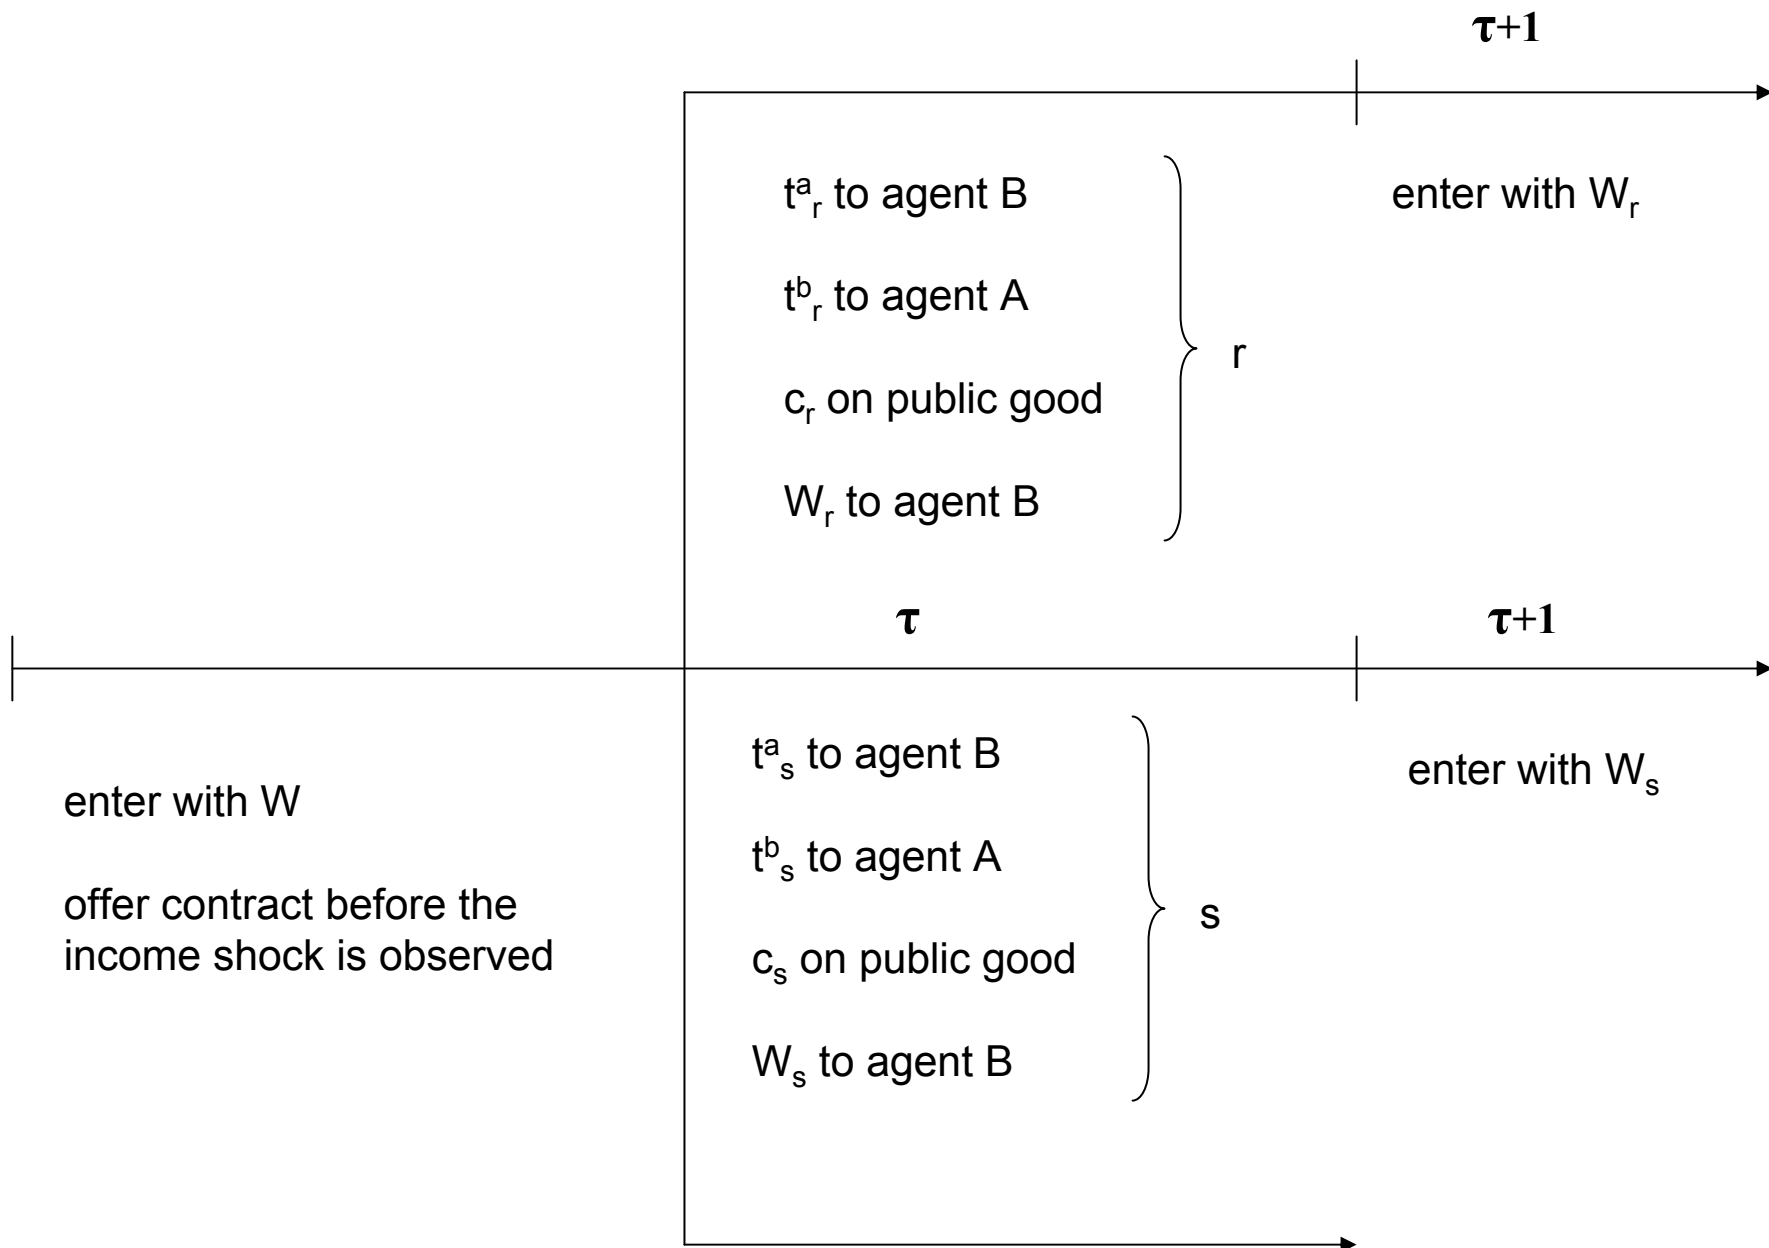 τ+1
tᵃᵣ to agent B
enter with Wᵣ
tᵇᵣ to agent A
r
cᵣ on public good
Wᵣ to agent B
τ
τ+1
tᵃₛ to agent B
enter with Wₛ
enter with W
tᵇₛ to agent A
offer contract before the
income shock is observed
s
cₛ on public good
Wₛ to agent B